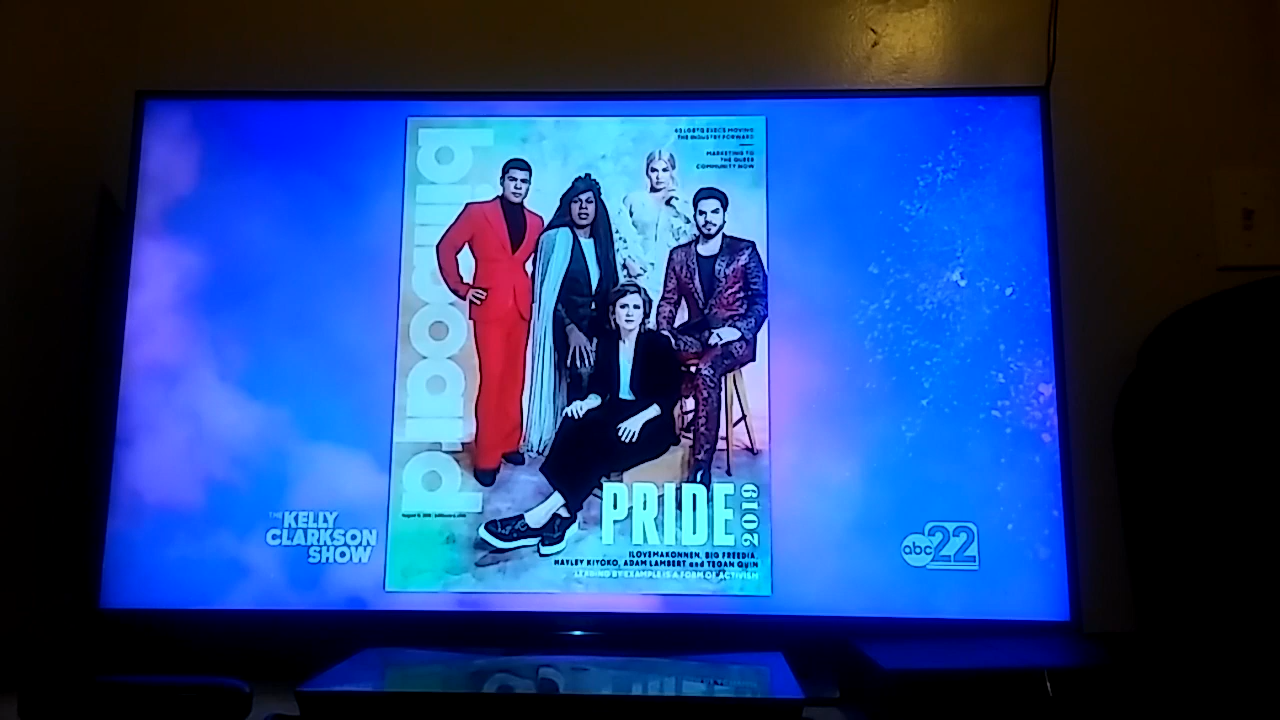 billboard
63 LGBTQ EXECS MOVING
THE INDUSTRY FORWARD
MARKETING TO
THE QUEER
COMMUNITY NOW
PRIDE
2019
ILOVEMAKONNEN, BIG FREEDIA,
HAYLEY KIYOKO, ADAM LAMBERT and TEGAN QUIN
LEADING BY EXAMPLE IS A FORM OF ACTIVISM
THE
KELLY
CLARKSON
SHOW
abc 22